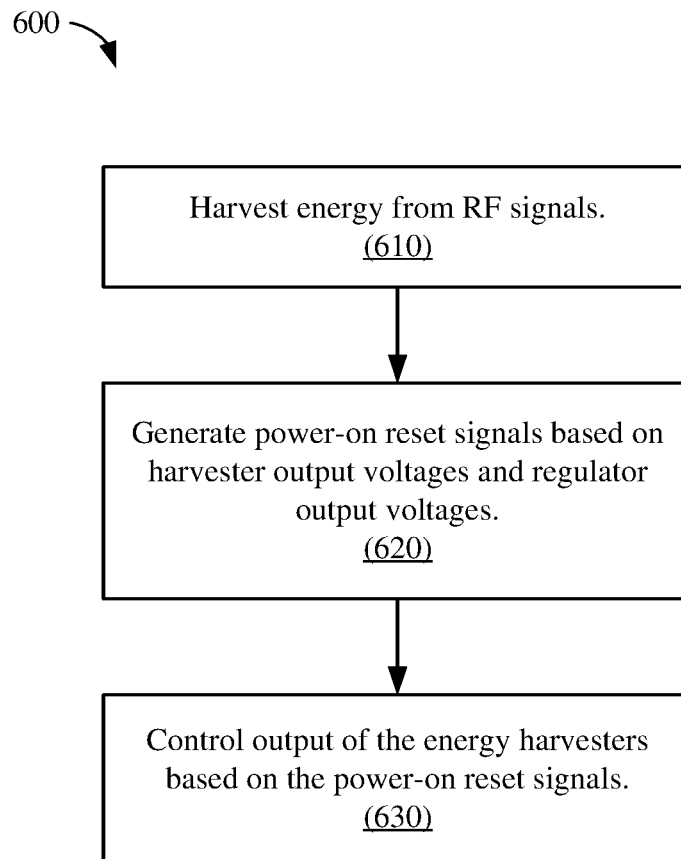 600
Harvest energy from RF signals.
(610)
Generate power-on reset signals based on
harvester output voltages and regulator
output voltages.
(620)
Control output of the energy harvesters
based on the power-on reset signals.
(630)